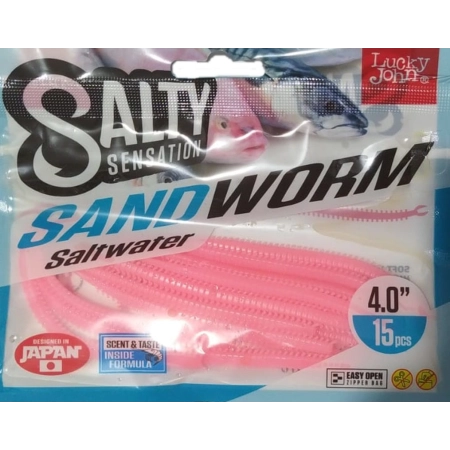 Lucky
John®
SALTY
SENSATION
SANDWORM
Saltwater
4.0”
15pcs
DESIGNED IN
JAPAN
SCENT & TASTE
INSIDE
FORMULA
EASY OPEN
ZIPPER BAG